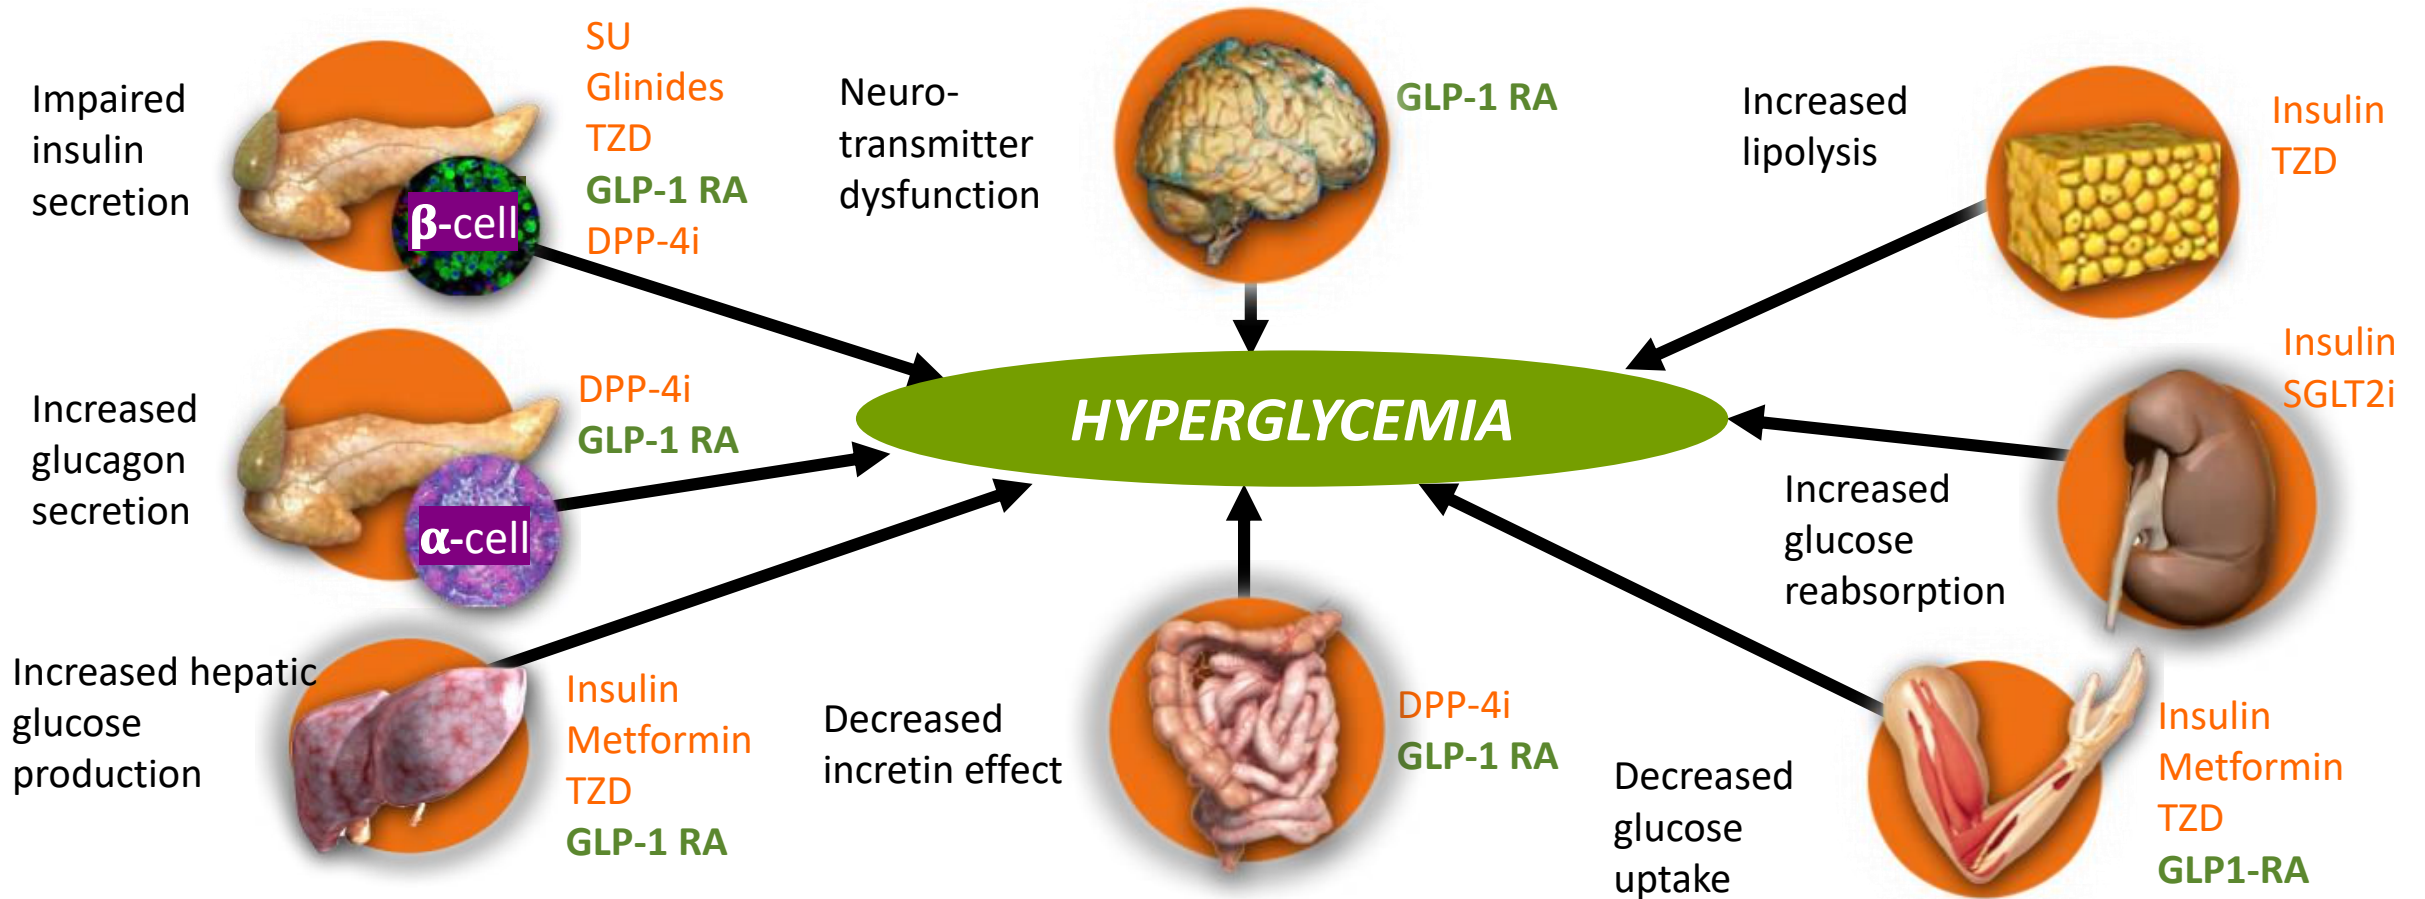 Impaired
insulin
secretion
β-cell
SU
Glinides
TZD
GLP-1 RA
DPP-4i
Neuro-
transmitter
dysfunction
GLP-1 RA
Increased
lipolysis
Insulin
TZD
Increased
glucagon
secretion
α-cell
DPP-4i
GLP-1 RA
HYPERGLYCEMIA
Insulin
SGLT2i
Increased
glucose
reabsorption
Increased hepatic
glucose
production
Insulin
Metformin
TZD
GLP-1 RA
Decreased
incretin effect
DPP-4i
GLP-1 RA
Decreased
glucose
uptake
Insulin
Metformin
TZD
GLP1-RA